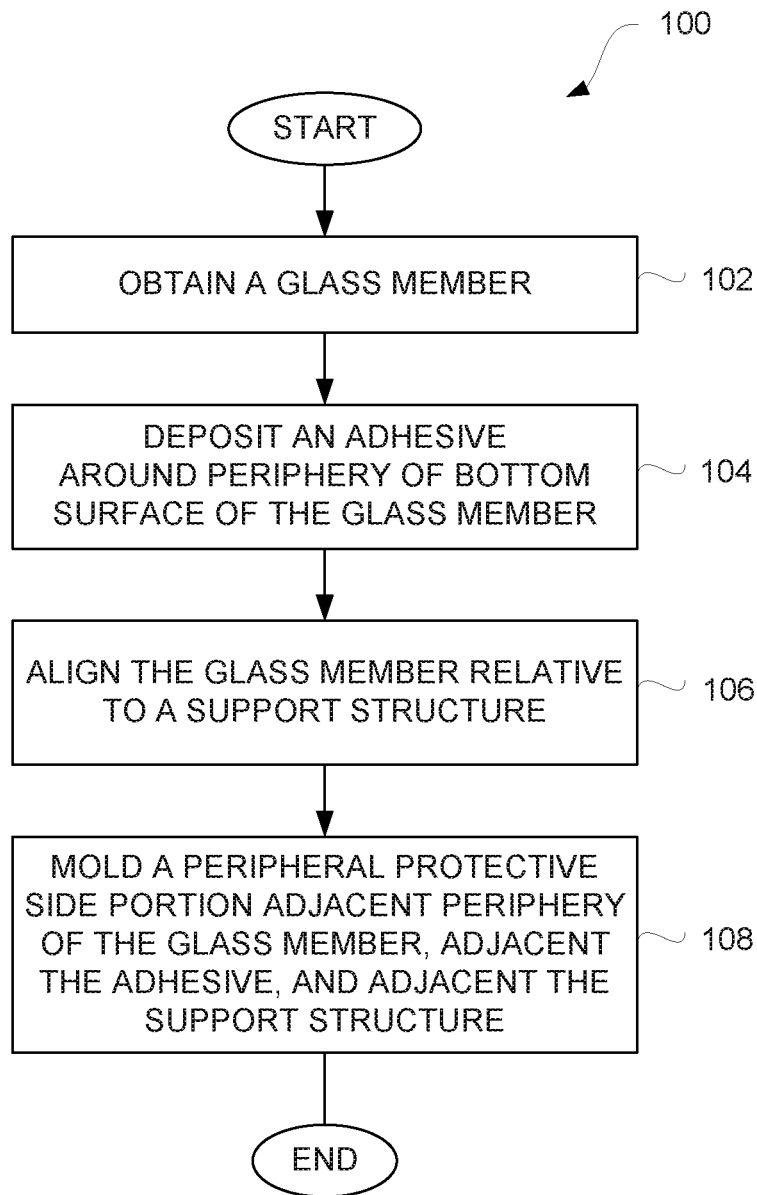 100
START
OBTAIN A GLASS MEMBER
102
DEPOSIT AN ADHESIVE
AROUND PERIPHERY OF BOTTOM
SURFACE OF THE GLASS MEMBER
104
ALIGN THE GLASS MEMBER RELATIVE
TO A SUPPORT STRUCTURE
106
MOLD A PERIPHERAL PROTECTIVE
SIDE PORTION ADJACENT PERIPHERY
OF THE GLASS MEMBER, ADJACENT
THE ADHESIVE, AND ADJACENT THE
SUPPORT STRUCTURE
108
END